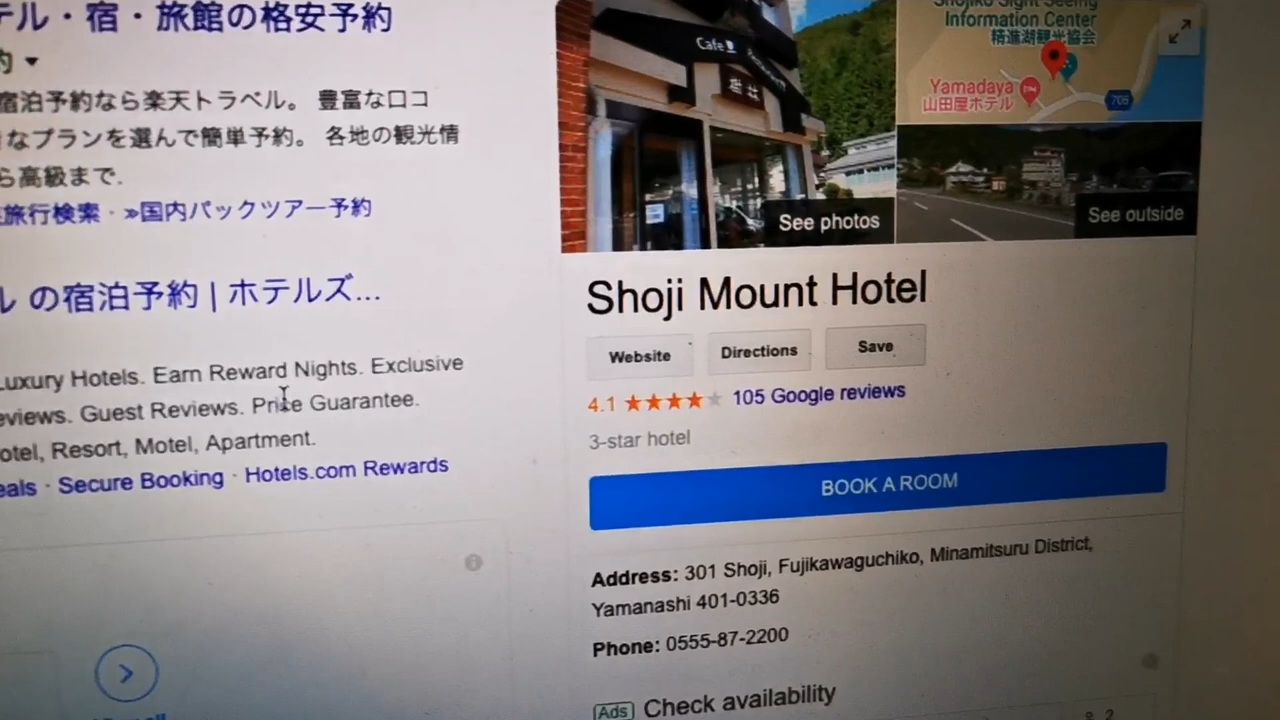 テル・宿・旅館の格安予約
約
宿泊予約なら楽天トラベル。 豊富な口コ
なプランを選んで簡単予約。 各地の観光情
ら高級まで.
旅行検索 · »国内パックツアー予約
ル の宿泊予約 | ホテルズ...
Luxury Hotels. Earn Reward Nights. Exclusive
eviews. Guest Reviews. Price Guarantee.
otel, Resort, Motel, Apartment.
eals · Secure Booking · Hotels.com Rewards
Cafe
Restaurant
See photos
Shojiko Sight Seeing
Information Center
精進湖観光協会
Yamadaya
山田屋ホテル
706
See outside
Shoji Mount Hotel
Website
Directions
Save
4.1 105 Google reviews
3-star hotel
BOOK A ROOM
Address: 301 Shoji, Fujikawaguchiko, Minamitsuru District,
Yamanashi 401-0336
Phone: 0555-87-2200
Ads Check availability
2